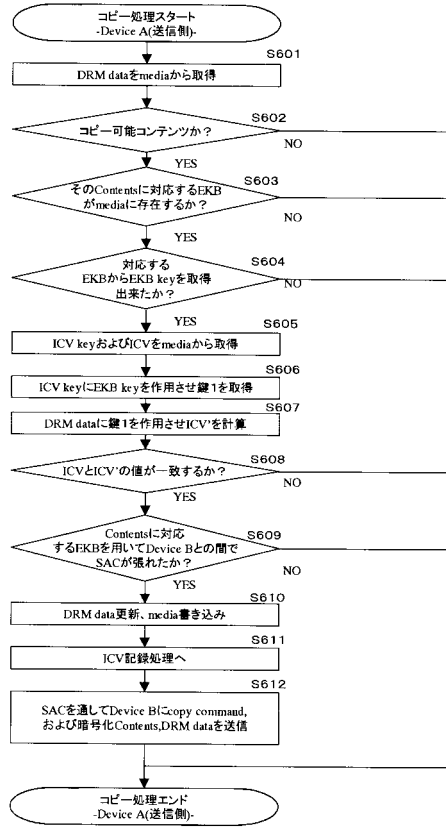 コピー処理スタート
-Device A(送信側)-
S601
DRM dataをmediaから取得
S602
コピー可能コンテンツか？
NO
YES
S603
そのContentsに対応するEKB
がmediaに存在するか？
NO
YES
S604
対応する
EKBからEKB keyを取得
出来たか？
NO
YES
S605
ICV keyおよびICVをmediaから取得
S606
ICV keyにEKB keyを作用させ鍵1を取得
S607
DRM dataに鍵1を作用させICV'を計算
S608
ICVとICV'の値が一致するか？
NO
YES
S609
Contentsに対応
するEKBを用いてDevice Bとの間で
SACが張れたか？
NO
YES
S610
DRM data更新、media書き込み
S611
ICV記録処理へ
S612
SACを通してDevice Bにcopy command,
および暗号化Contents,DRM dataを送信
コピー処理エンド
-Device A(送信側)-